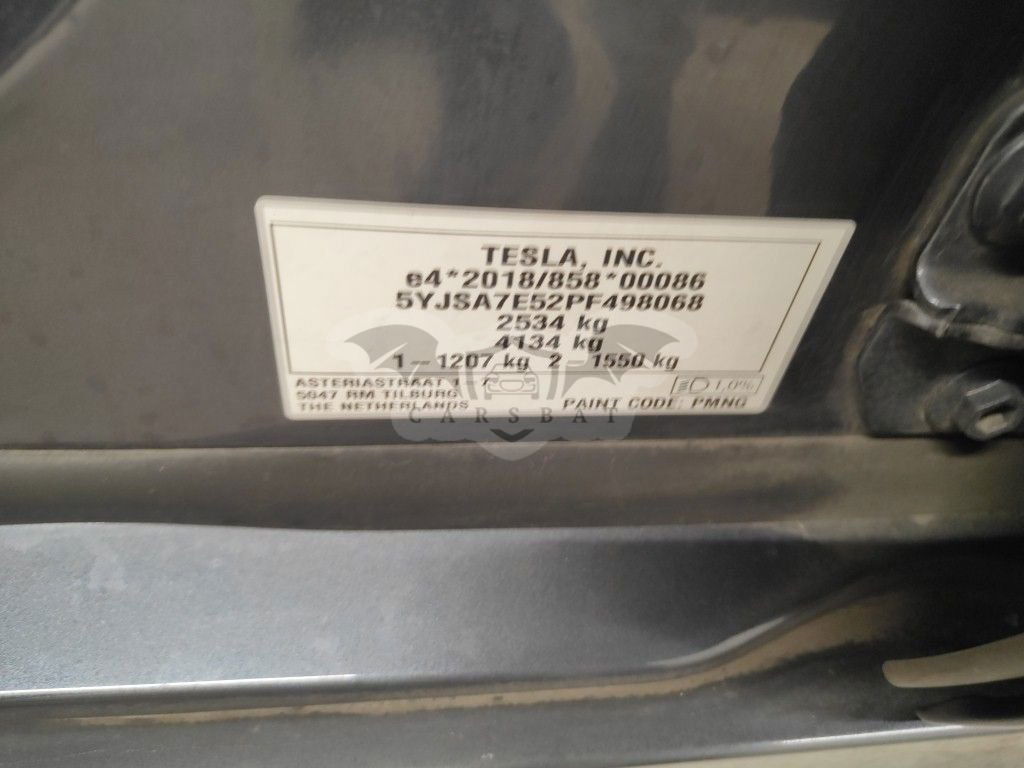 TESLA, INC.
e4*2018/858*00086
5YJSA7E52PF498068
2534 kg
4134 kg
1 - 1207 kg 2 - 1550 kg
ASTERIASTRAAT 1 - 7
5047 RM TILBURG
THE NETHERLANDS
1,0%
PAINT CODE: PMNG
CARSBAT